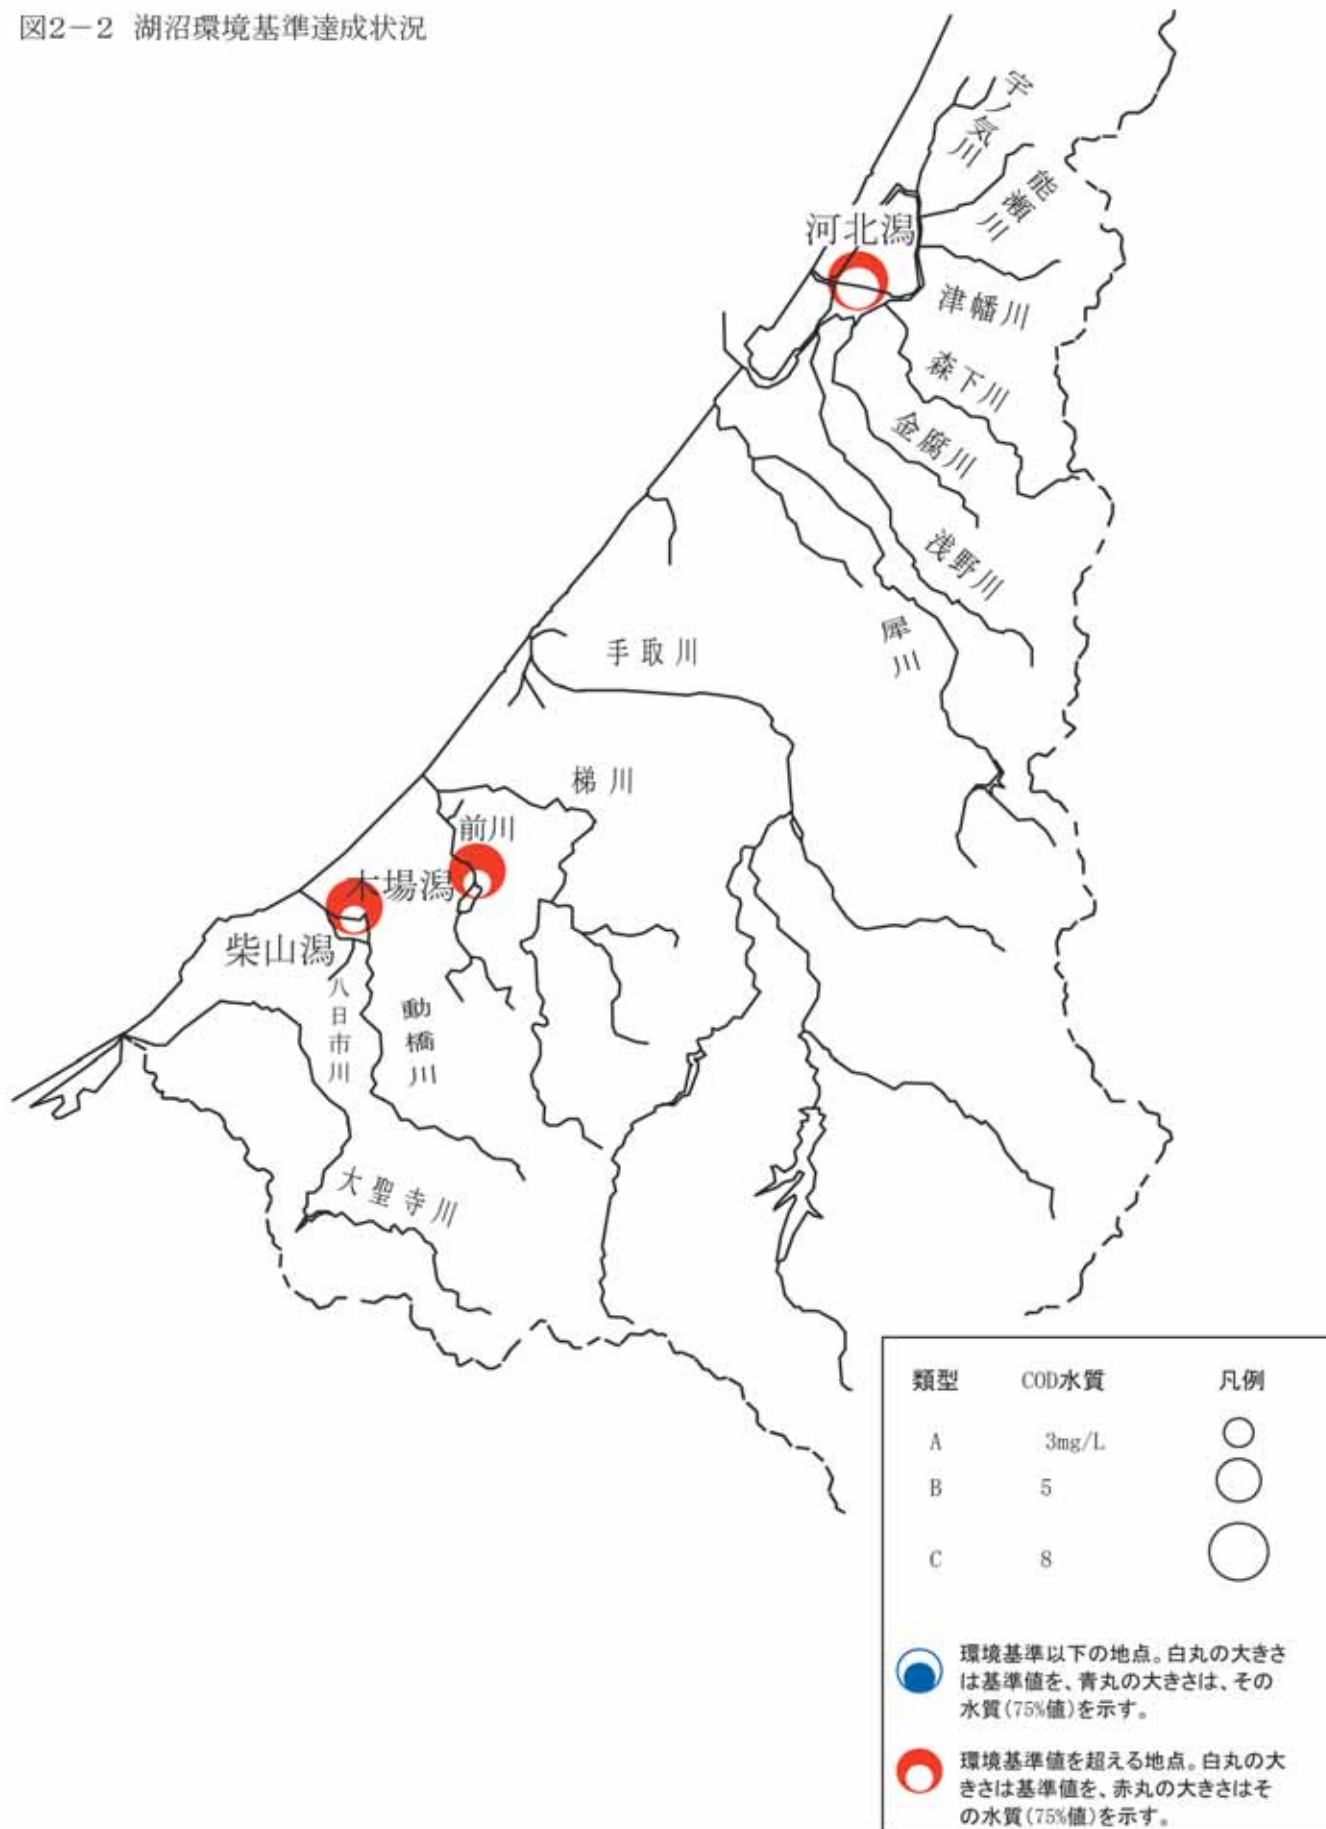 図2-2 湖沼環境基準達成状況
宇ノ気川
能瀬川
河北潟
津幡川
森下川
金腐川
浅野川
犀川
手取川
梯川
前川
木場潟
柴山潟
八日市川
動橋川
大聖寺川
類型 COD水質 凡例
A 3mg/L
B 5
C 8
環境基準以下の地点。白丸の大きさ
は基準値を、青丸の大きさは、その
水質(75%値)を示す。
環境基準値を超える地点。白丸の大
きさは基準値を、赤丸の大きさはそ
の水質(75%値)を示す。